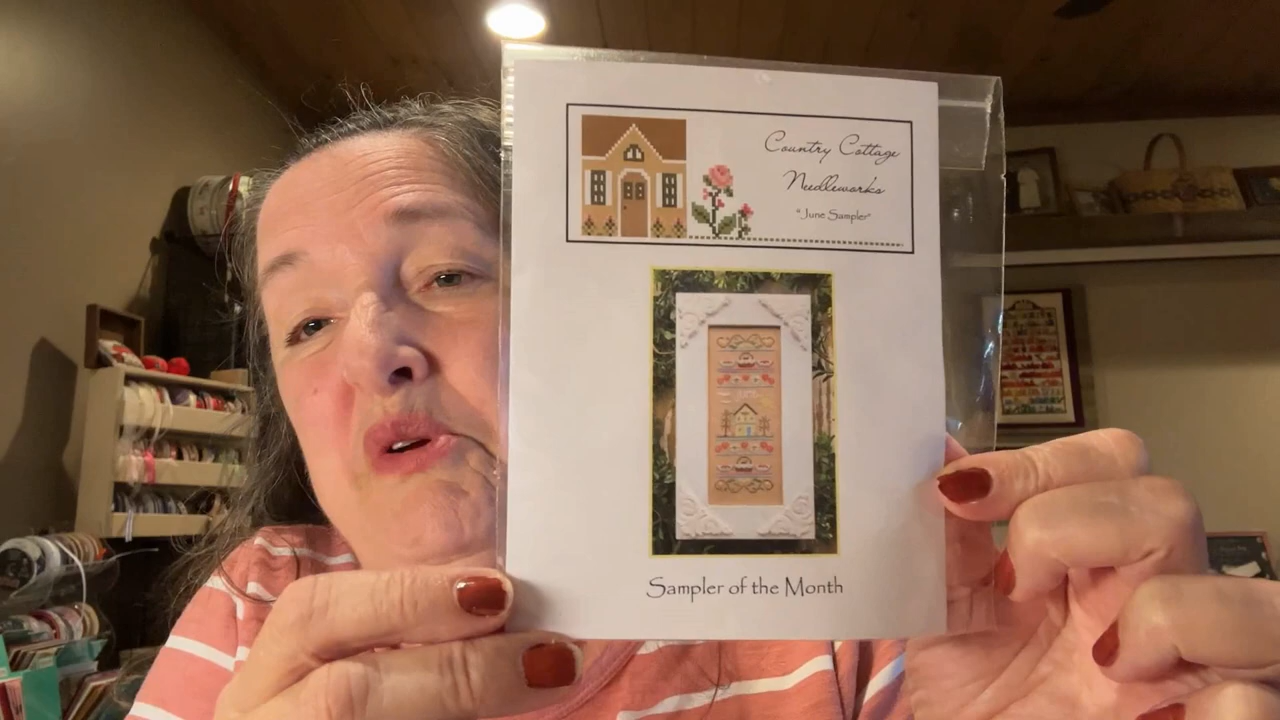 Country Cottage
Needleworks
"June Sampler"
Sampler of the Month